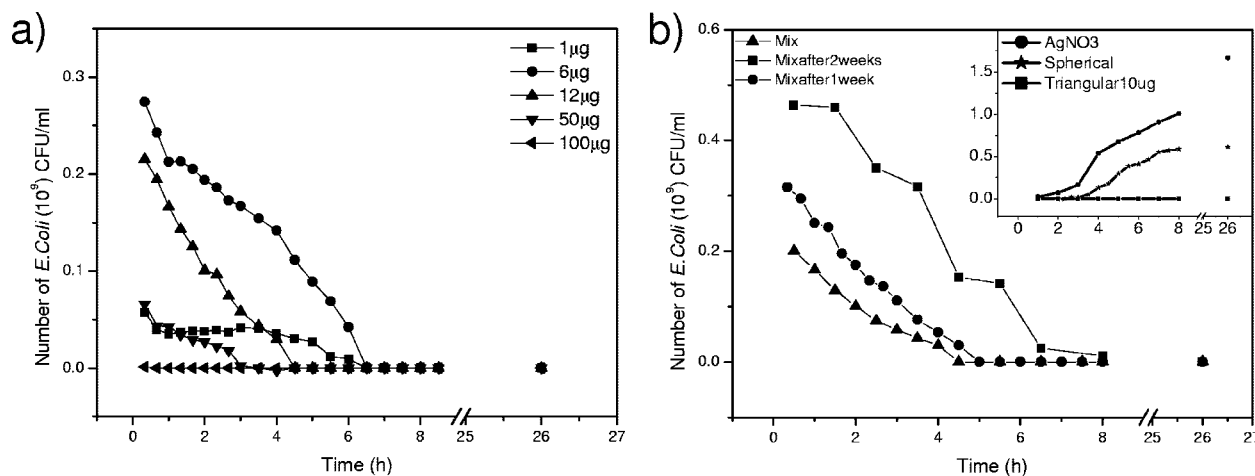 a)
Number of E.Coli (10⁹) CFU/ml
0.3
0.2
0.1
0.0
1µg
6µg
12µg
50µg
100µg
0 2 4 6 8 25 26 27
Time (h)
b)
Number of E.Coli (10⁹) CFU/ml
0.6
0.4
0.2
0.0
Mix
Mixafter2weeks
Mixafter1week
AgNO3
Spherical
Triangular10ug
1.5
1.0
0.5
0.0
0 2 4 6 8 25 26
0 2 4 6 8 25 26 27
Time (h)